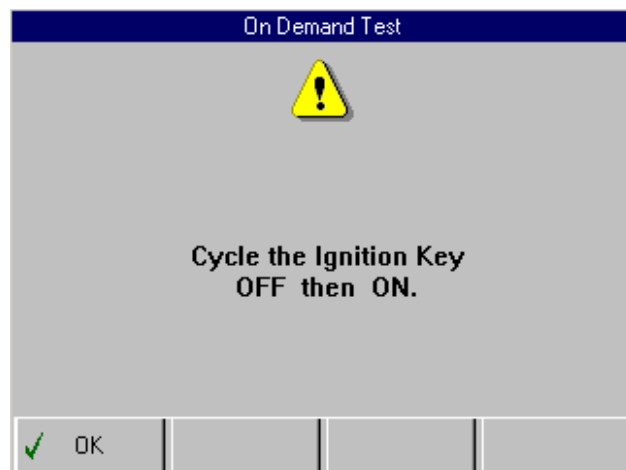 On Demand Test
Cycle the Ignition Key
OFF then ON.
OK